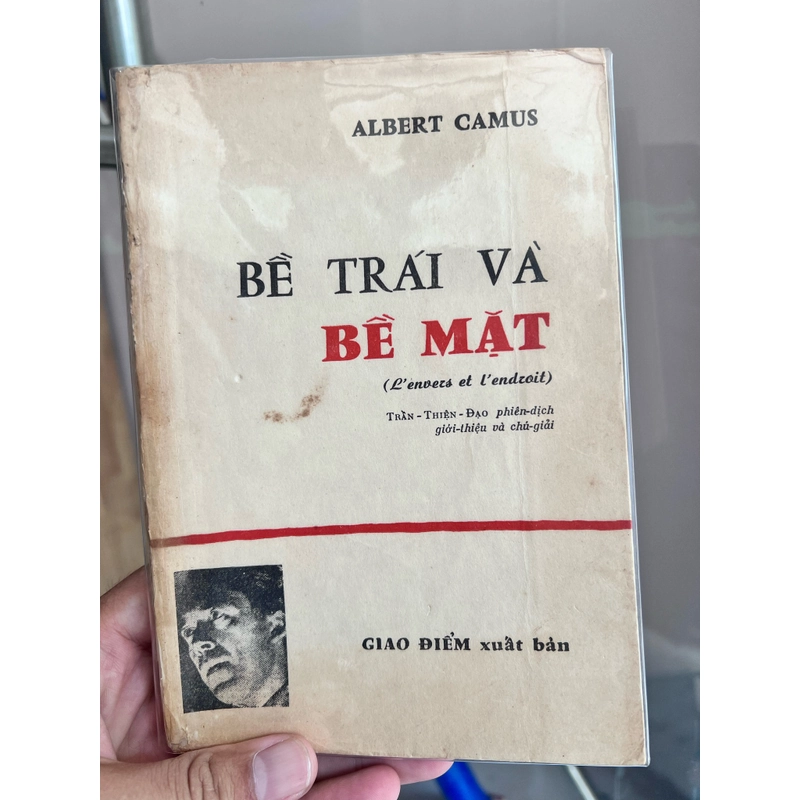 ALBERT CAMUS
BỀ TRÁI VÀ
BỀ MẶT
(L'envers et l'endroit)
TRẦN-THIỆN-ĐẠO phiên-dịch
giới-thiệu và chú-giải
GIAO ĐIỂM xuất bản